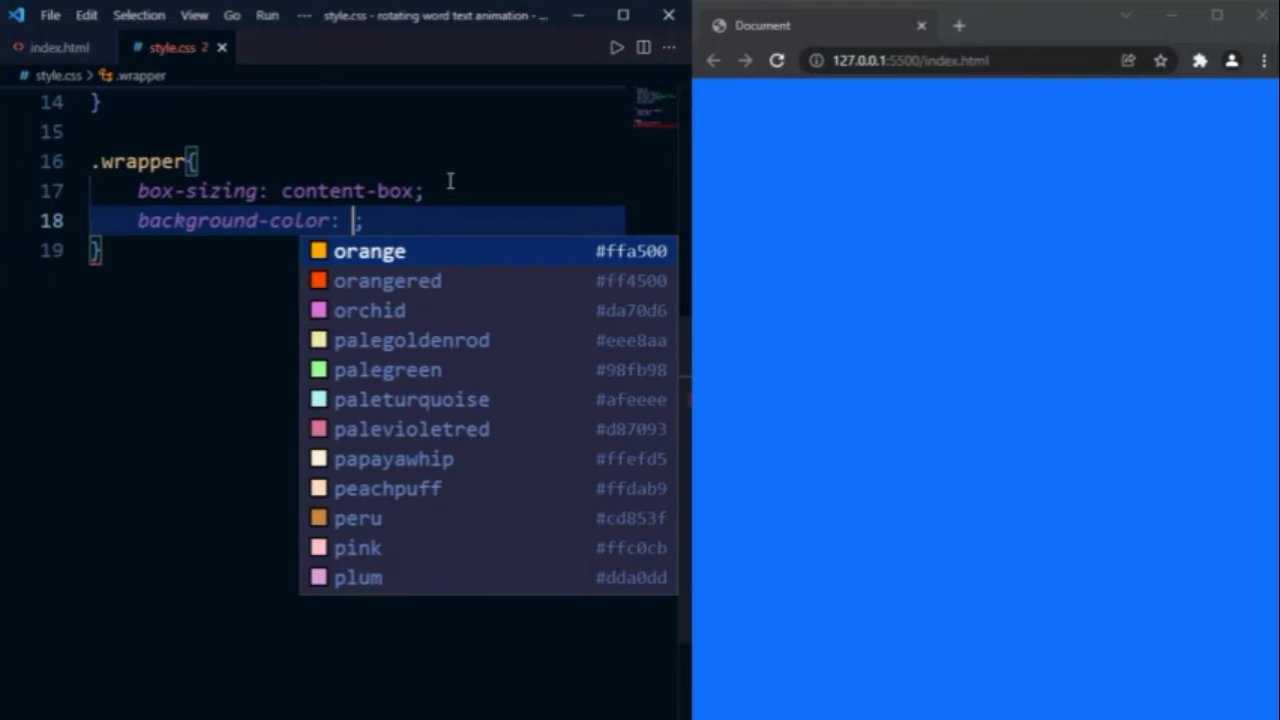 File Edit Selection View Go Run ··· style.css - rotating word text animation - ...
index.html
style.css 2
style.css > .wrapper
14 }
15
16 .wrapper{
17 box-sizing: content-box;
18 background-color: ;
19 }
orange #ffa500
orangered #ff4500
orchid #da70d6
palegoldenrod #eee8aa
palegreen #98fb98
paleturquoise #afeeee
palevioletred #d87093
papayawhip #ffefd5
peachpuff #ffdab9
peru #cd853f
pink #ffc0cb
plum #dda0dd
Document
127.0.0.1:5500/index.html